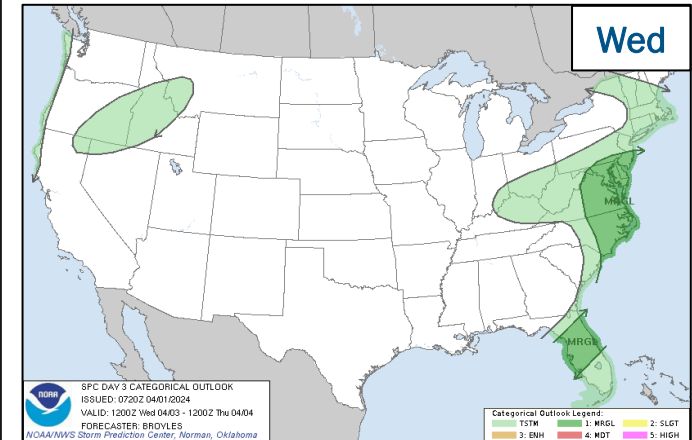 Wed
MRGL
MRGL
NOAA
SPC DAY 3 CATEGORICAL OUTLOOK
ISSUED: 0720Z 04/01/2024
VALID: 1200Z Wed 04/03 - 1200Z Thu 04/04
FORECASTER: BROYLES
NOAA/NWS Storm Prediction Center, Norman, Oklahoma
Categorical Outlook Legend:
TSTM 1: MRGL 2: SLGT
3: ENH 4: MDT 5: HIGH